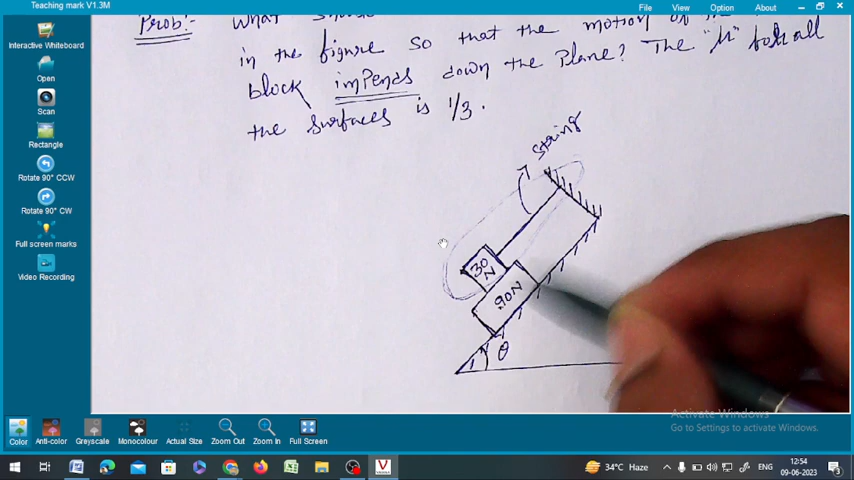 Teaching mark V1.3M
File View Option About
Interactive Whiteboard
Open
Scan
Rectangle
Rotate 90° CCW
Rotate 90° CW
Full screen marks
Video Recording
Prob:- What
in the figure so that the motion of
block impends down the Plane? The "μ" for all
the surfaces is 1/3.
string
30
N
90N
θ
Activate Windows
Go to Settings to activate Windows.
Color
Anti-color
Greyscale
Monocolour
Actual Size
Zoom Out
Zoom In
Full Screen
34°C Haze
ENG
12:54
09-06-2023
3